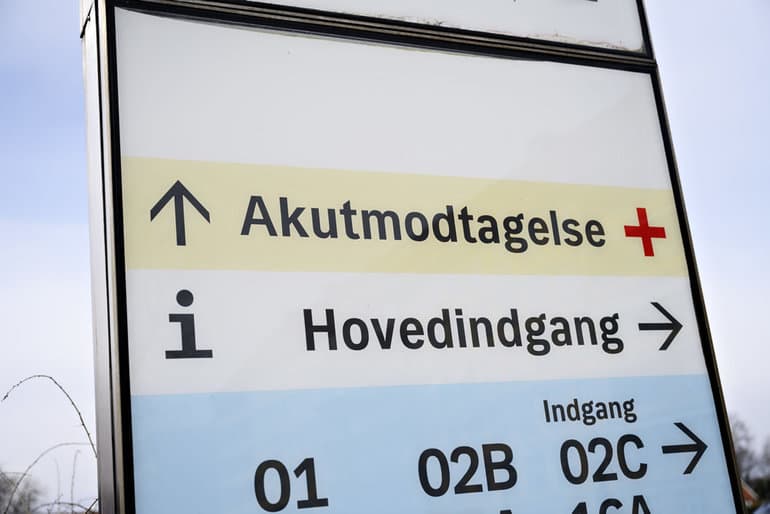 Akutmodtagelse
Hovedindgang
Indgang
01 02B 02C